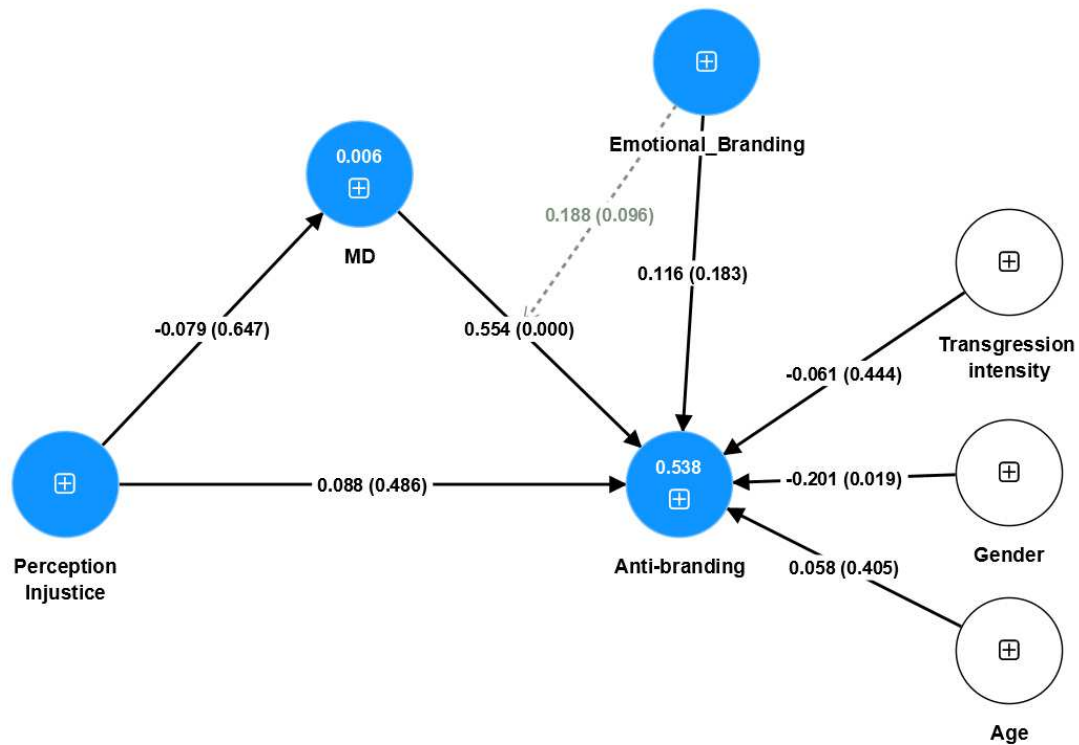 Emotional_Branding
0.006
MD
0.188 (0.096)
0.116 (0.183)
-0.079 (0.647)
0.554 (0.000)
Transgression
intensity
-0.061 (0.444)
0.538
0.088 (0.486)
-0.201 (0.019)
Perception
Injustice
Anti-branding
Gender
0.058 (0.405)
Age